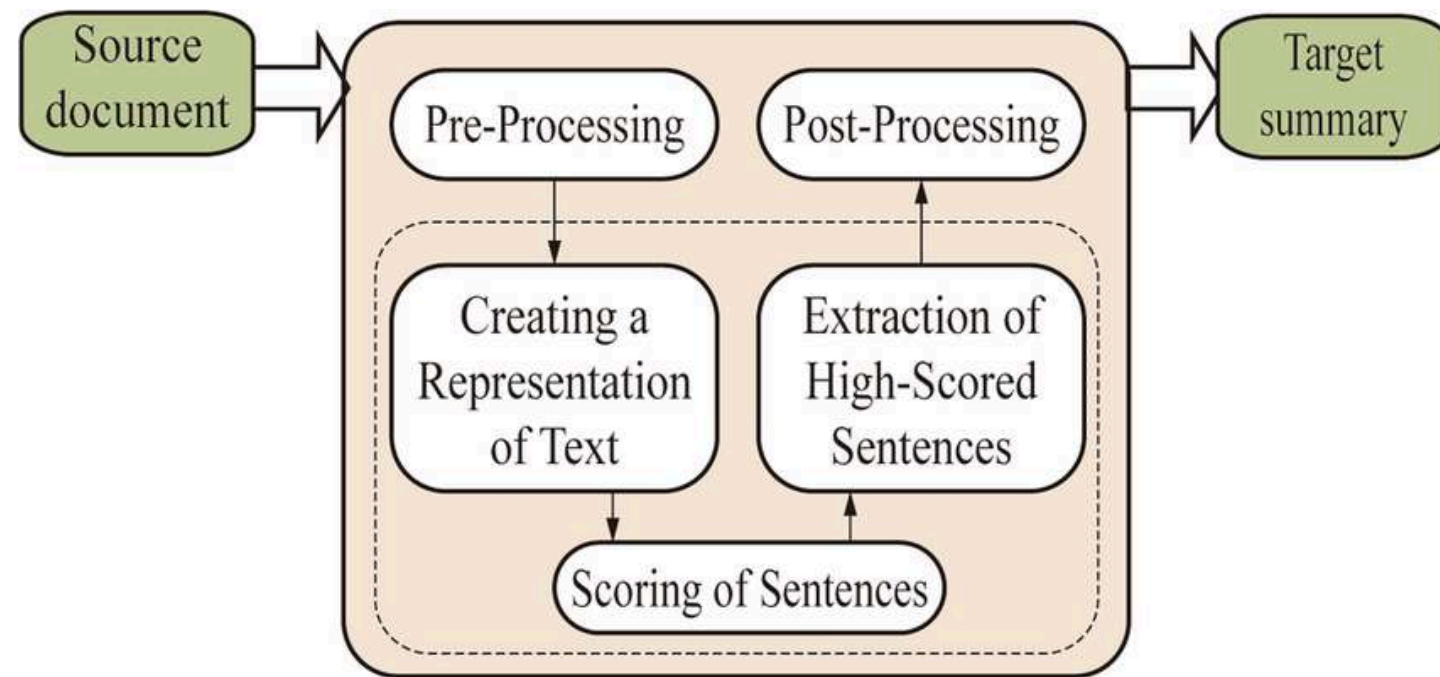 Source
document
Pre-Processing
Post-Processing
Target
summary
Creating a
Representation
of Text
Extraction of
High-Scored
Sentences
Scoring of Sentences